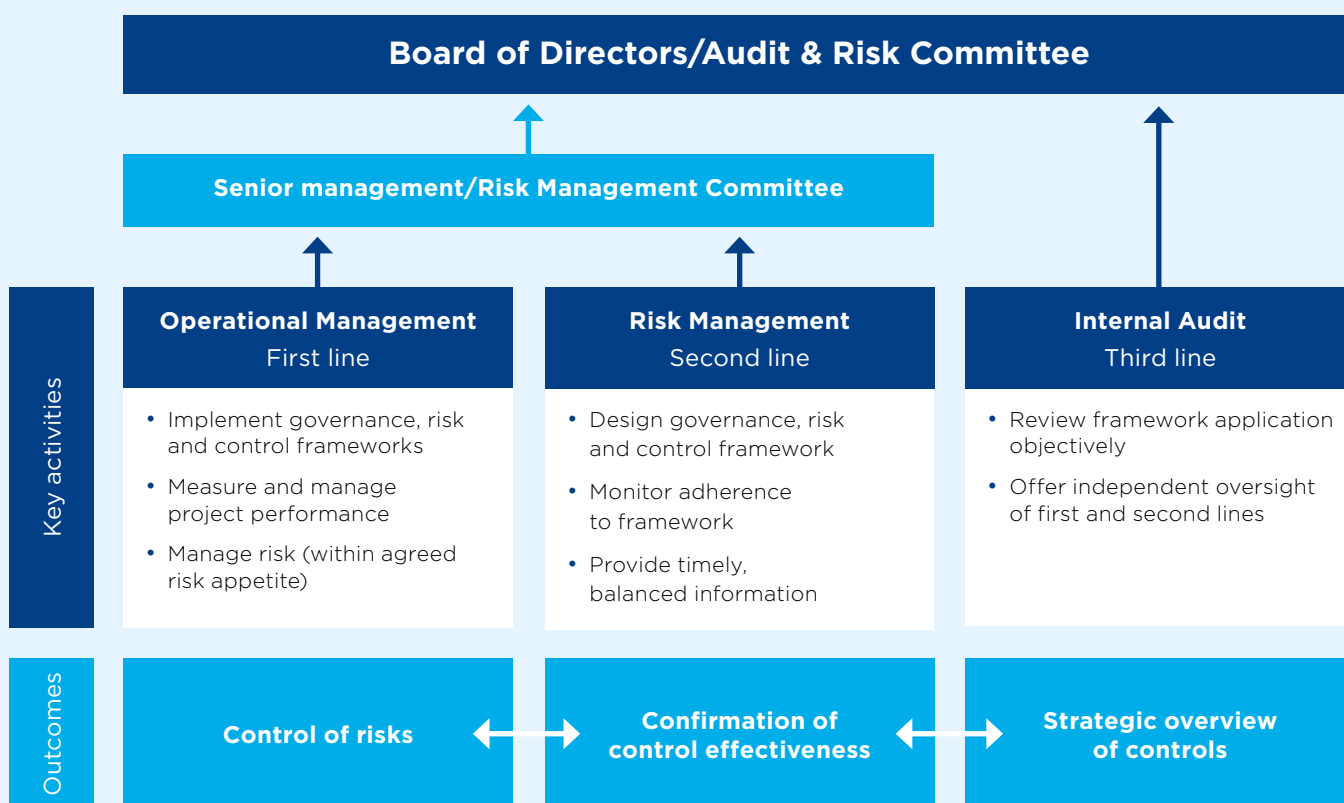 Board of Directors/Audit & Risk Committee
Senior management/Risk Management Committee
Key activities
Operational Management
First line
• Implement governance, risk
and control frameworks
• Measure and manage
project performance
• Manage risk (within agreed
risk appetite)
Risk Management
Second line
• Design governance, risk
and control framework
• Monitor adherence
to framework
• Provide timely,
balanced information
Internal Audit
Third line
• Review framework application
objectively
• Offer independent oversight
of first and second lines
Outcomes
Control of risks
Confirmation of
control effectiveness
Strategic overview
of controls